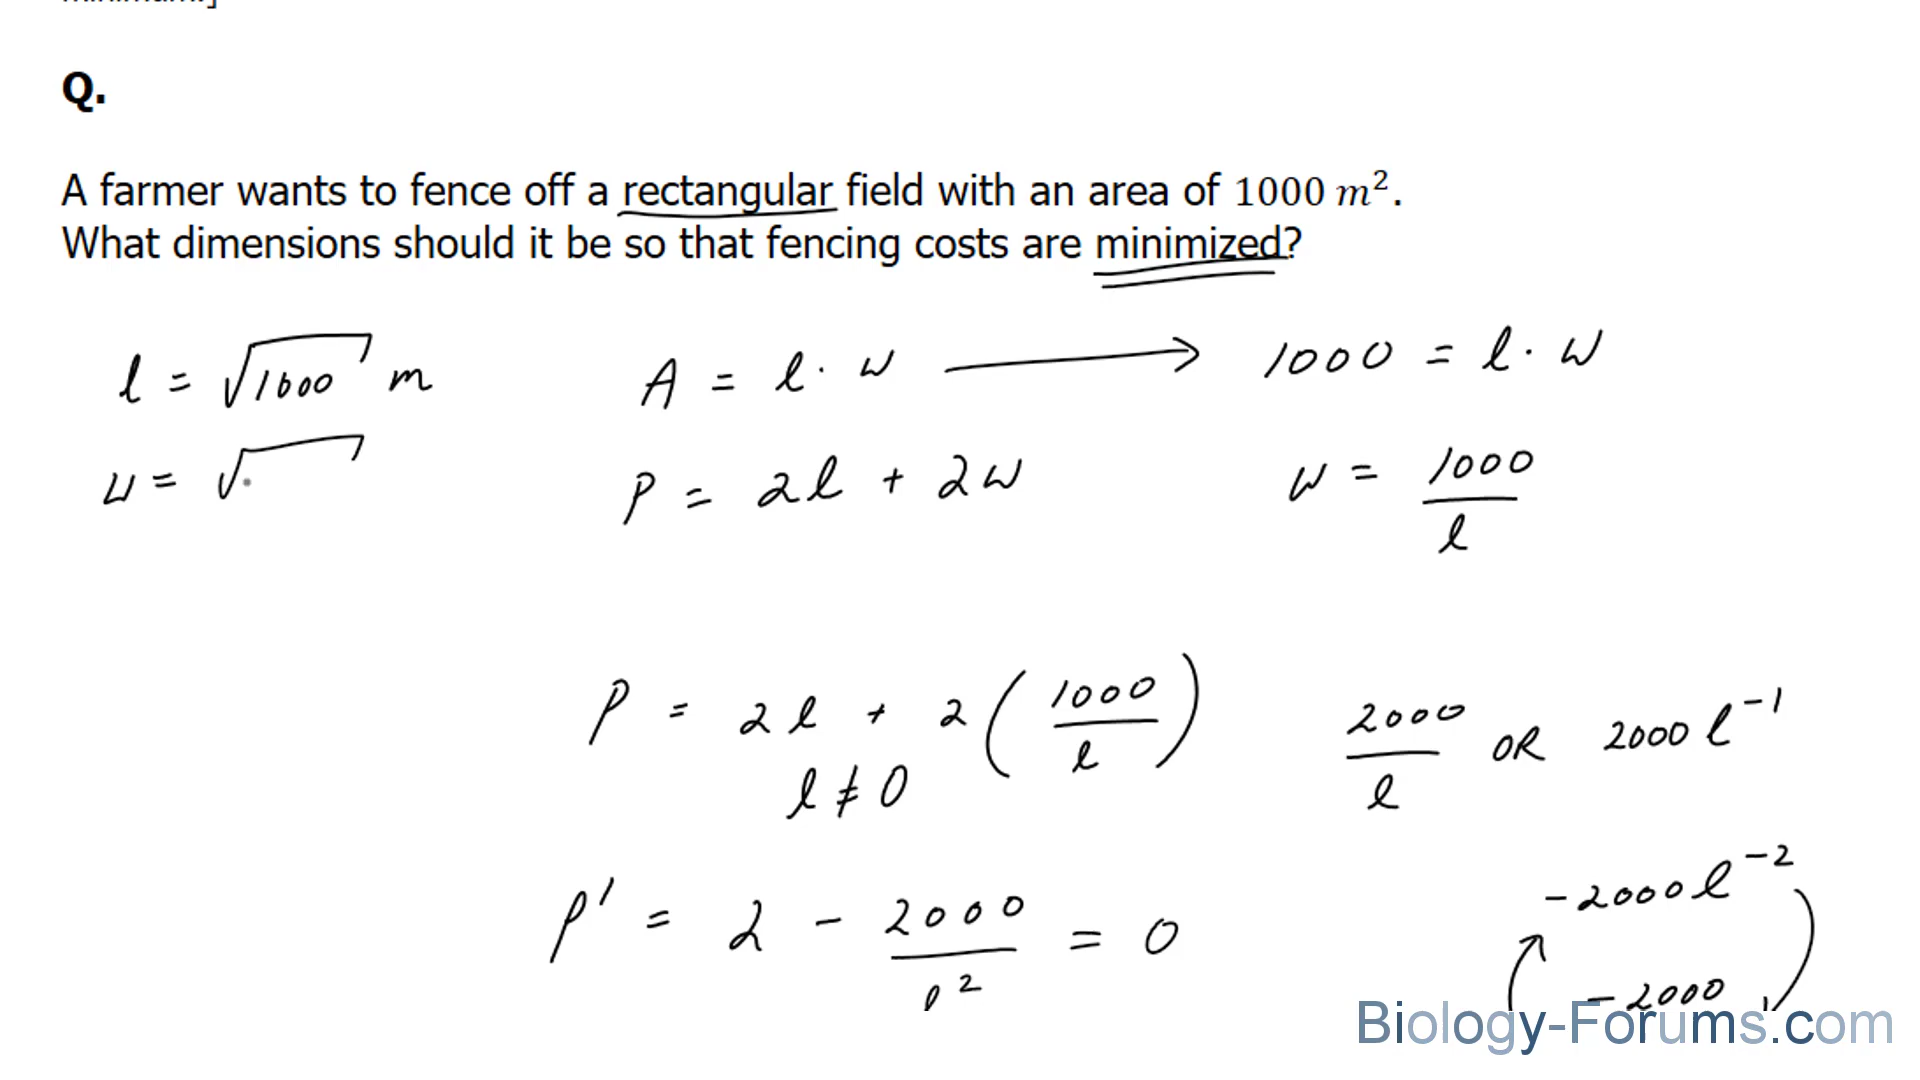 Q.
A farmer wants to fence off a rectangular field with an area of 1000 m².
What dimensions should it be so that fencing costs are minimized?
l = √1000 m
A = l · w → 1000 = l · w
w = √
P = 2l + 2w
w = 1000/l
P = 2l + 2(1000/l)
2000/l OR 2000 l⁻¹
l ≠ 0
-2000 l⁻²
P' = 2 - 2000/l² = 0
-2000
Biology-Forums.com